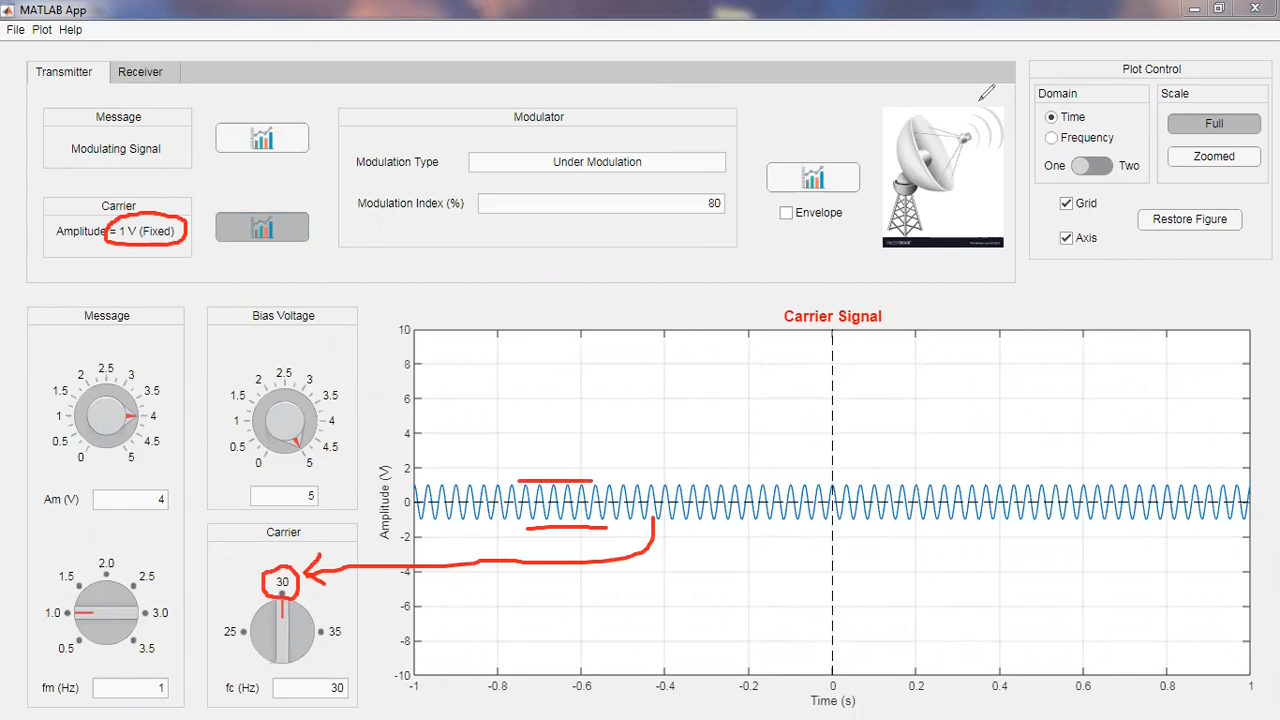 MATLAB App
File Plot Help
Transmitter Receiver
Message
Modulating Signal
Carrier
Amplitude = 1 V (Fixed)
Modulator
Modulation Type Under Modulation
Modulation Index (%) 80
Envelope
Plot Control
Domain
Time
Frequency
One Two
Scale
Full
Zoomed
Grid
Axis
Restore Figure
Message
0 0.5 1 1.5 2 2.5 3 3.5 4 4.5 5
Am (V) 4
0.5 1.0 1.5 2.0 2.5 3.0 3.5
fm (Hz) 1
Bias Voltage
0 0.5 1 1.5 2 2.5 3 3.5 4 4.5 5
5
Carrier
25 30 35
fc (Hz) 30
Carrier Signal
Amplitude (V)
10
8
6
4
2
0
-2
-4
-6
-8
-10
-1 -0.8 -0.6 -0.4 -0.2 0 0.2 0.4 0.6 0.8 1
Time (s)